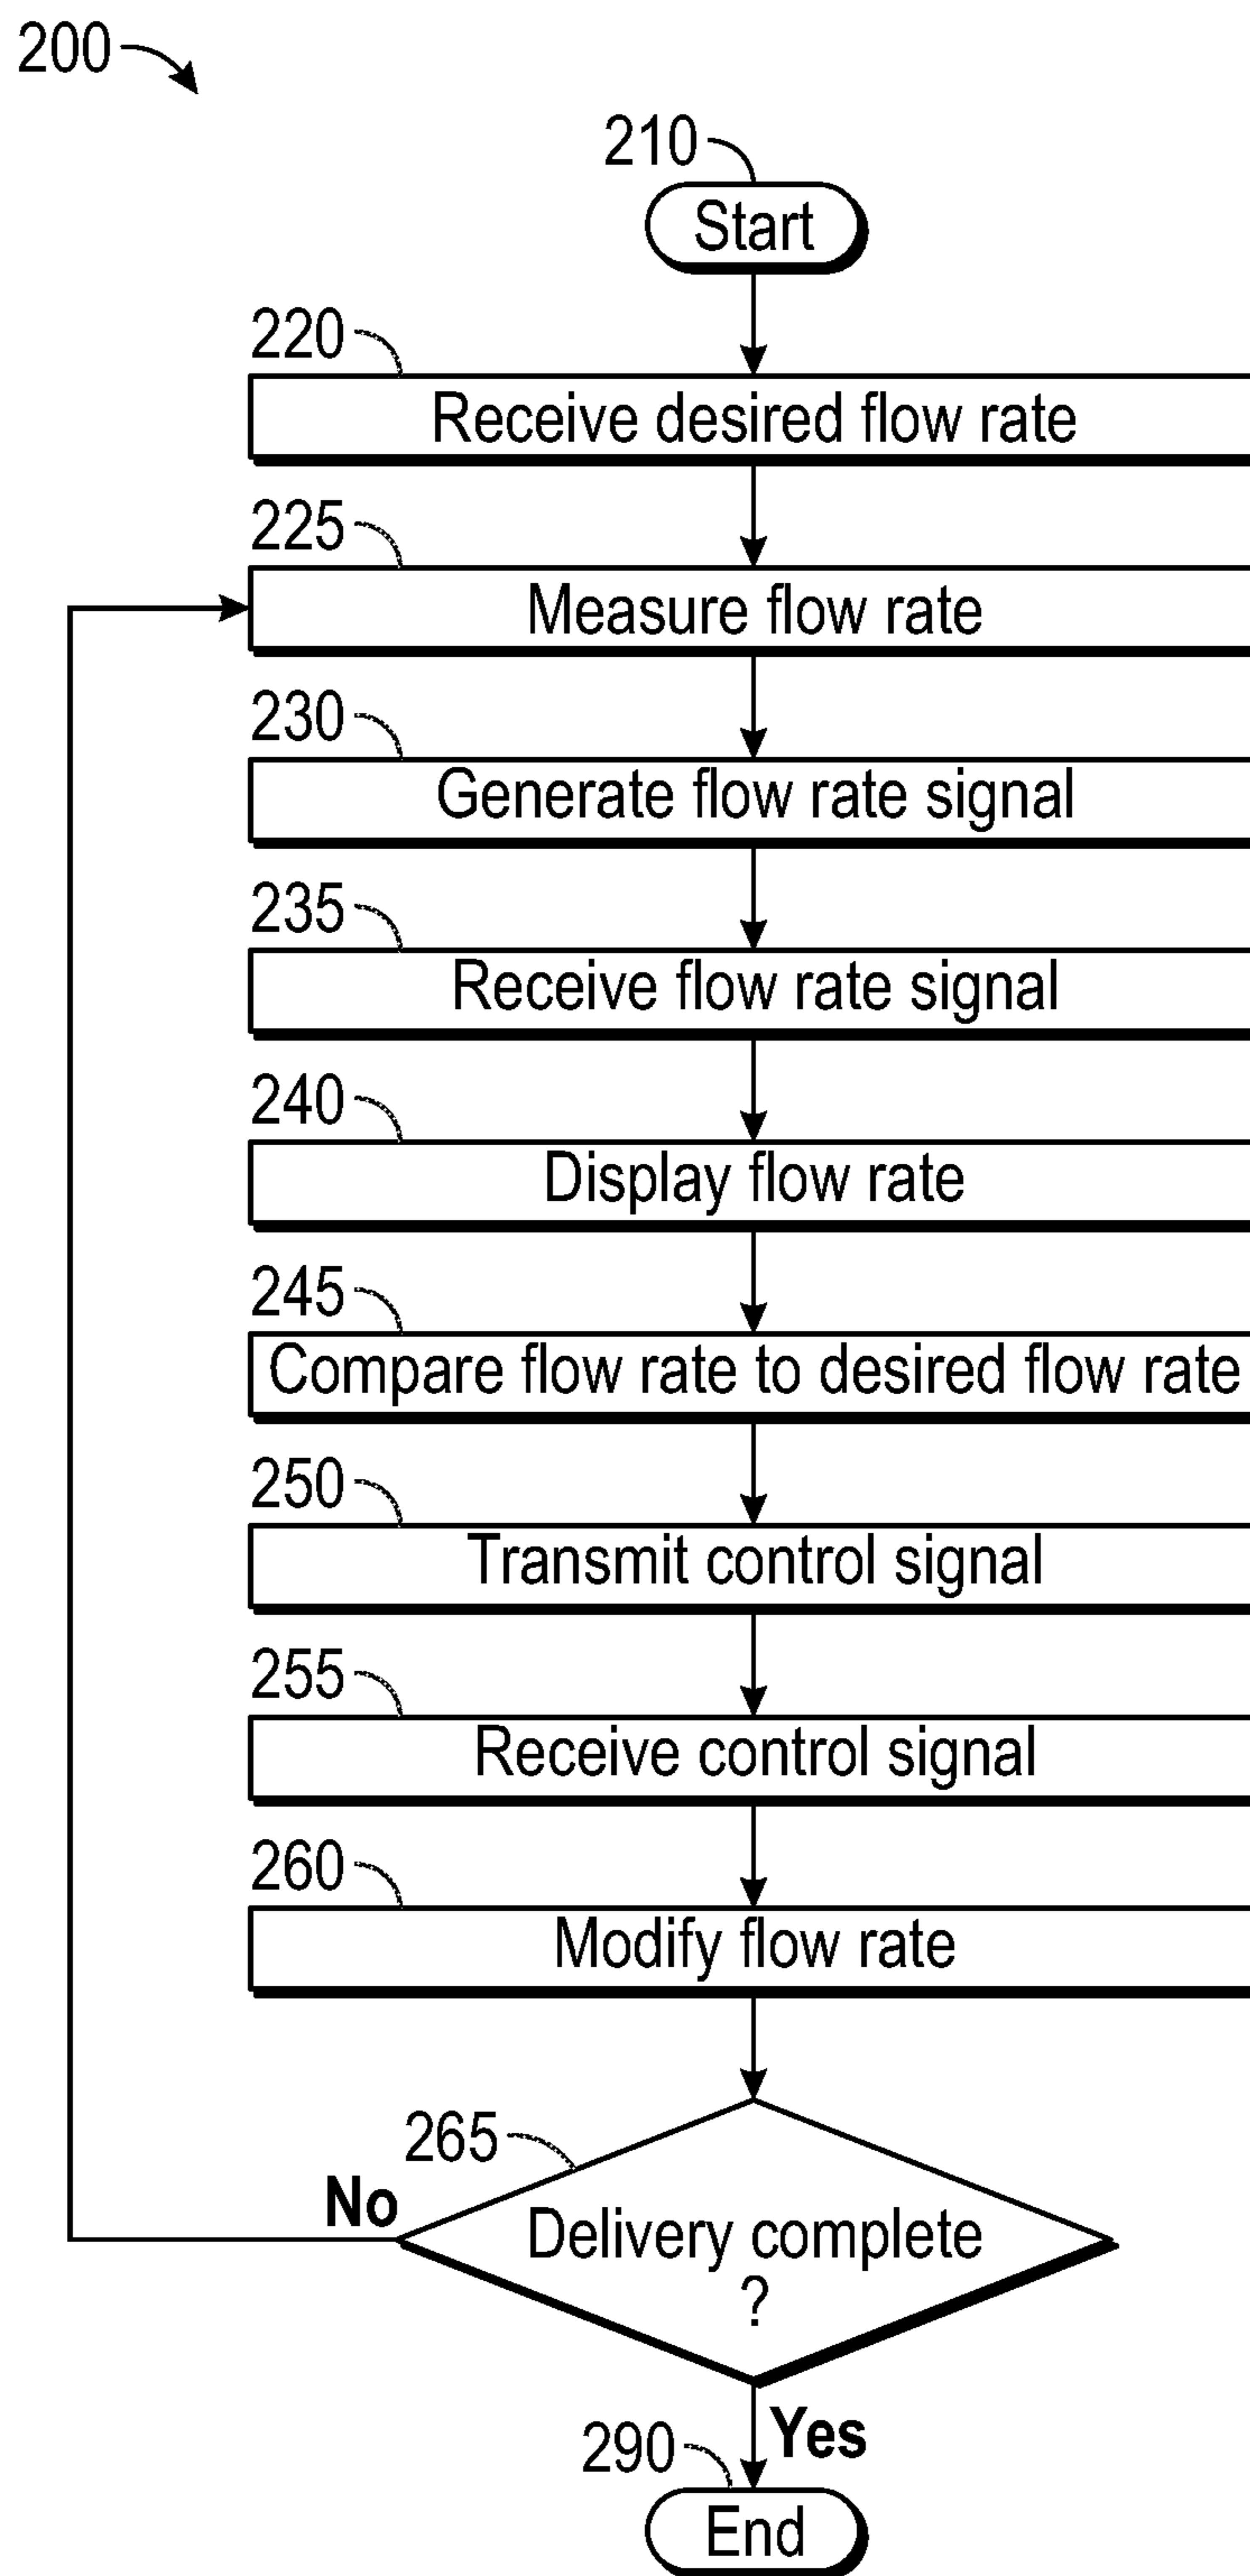 200
210
Start
220
Receive desired flow rate
225
Measure flow rate
230
Generate flow rate signal
235
Receive flow rate signal
240
Display flow rate
245
Compare flow rate to desired flow rate
250
Transmit control signal
255
Receive control signal
260
Modify flow rate
265
No
Delivery complete
?
Yes
290
End